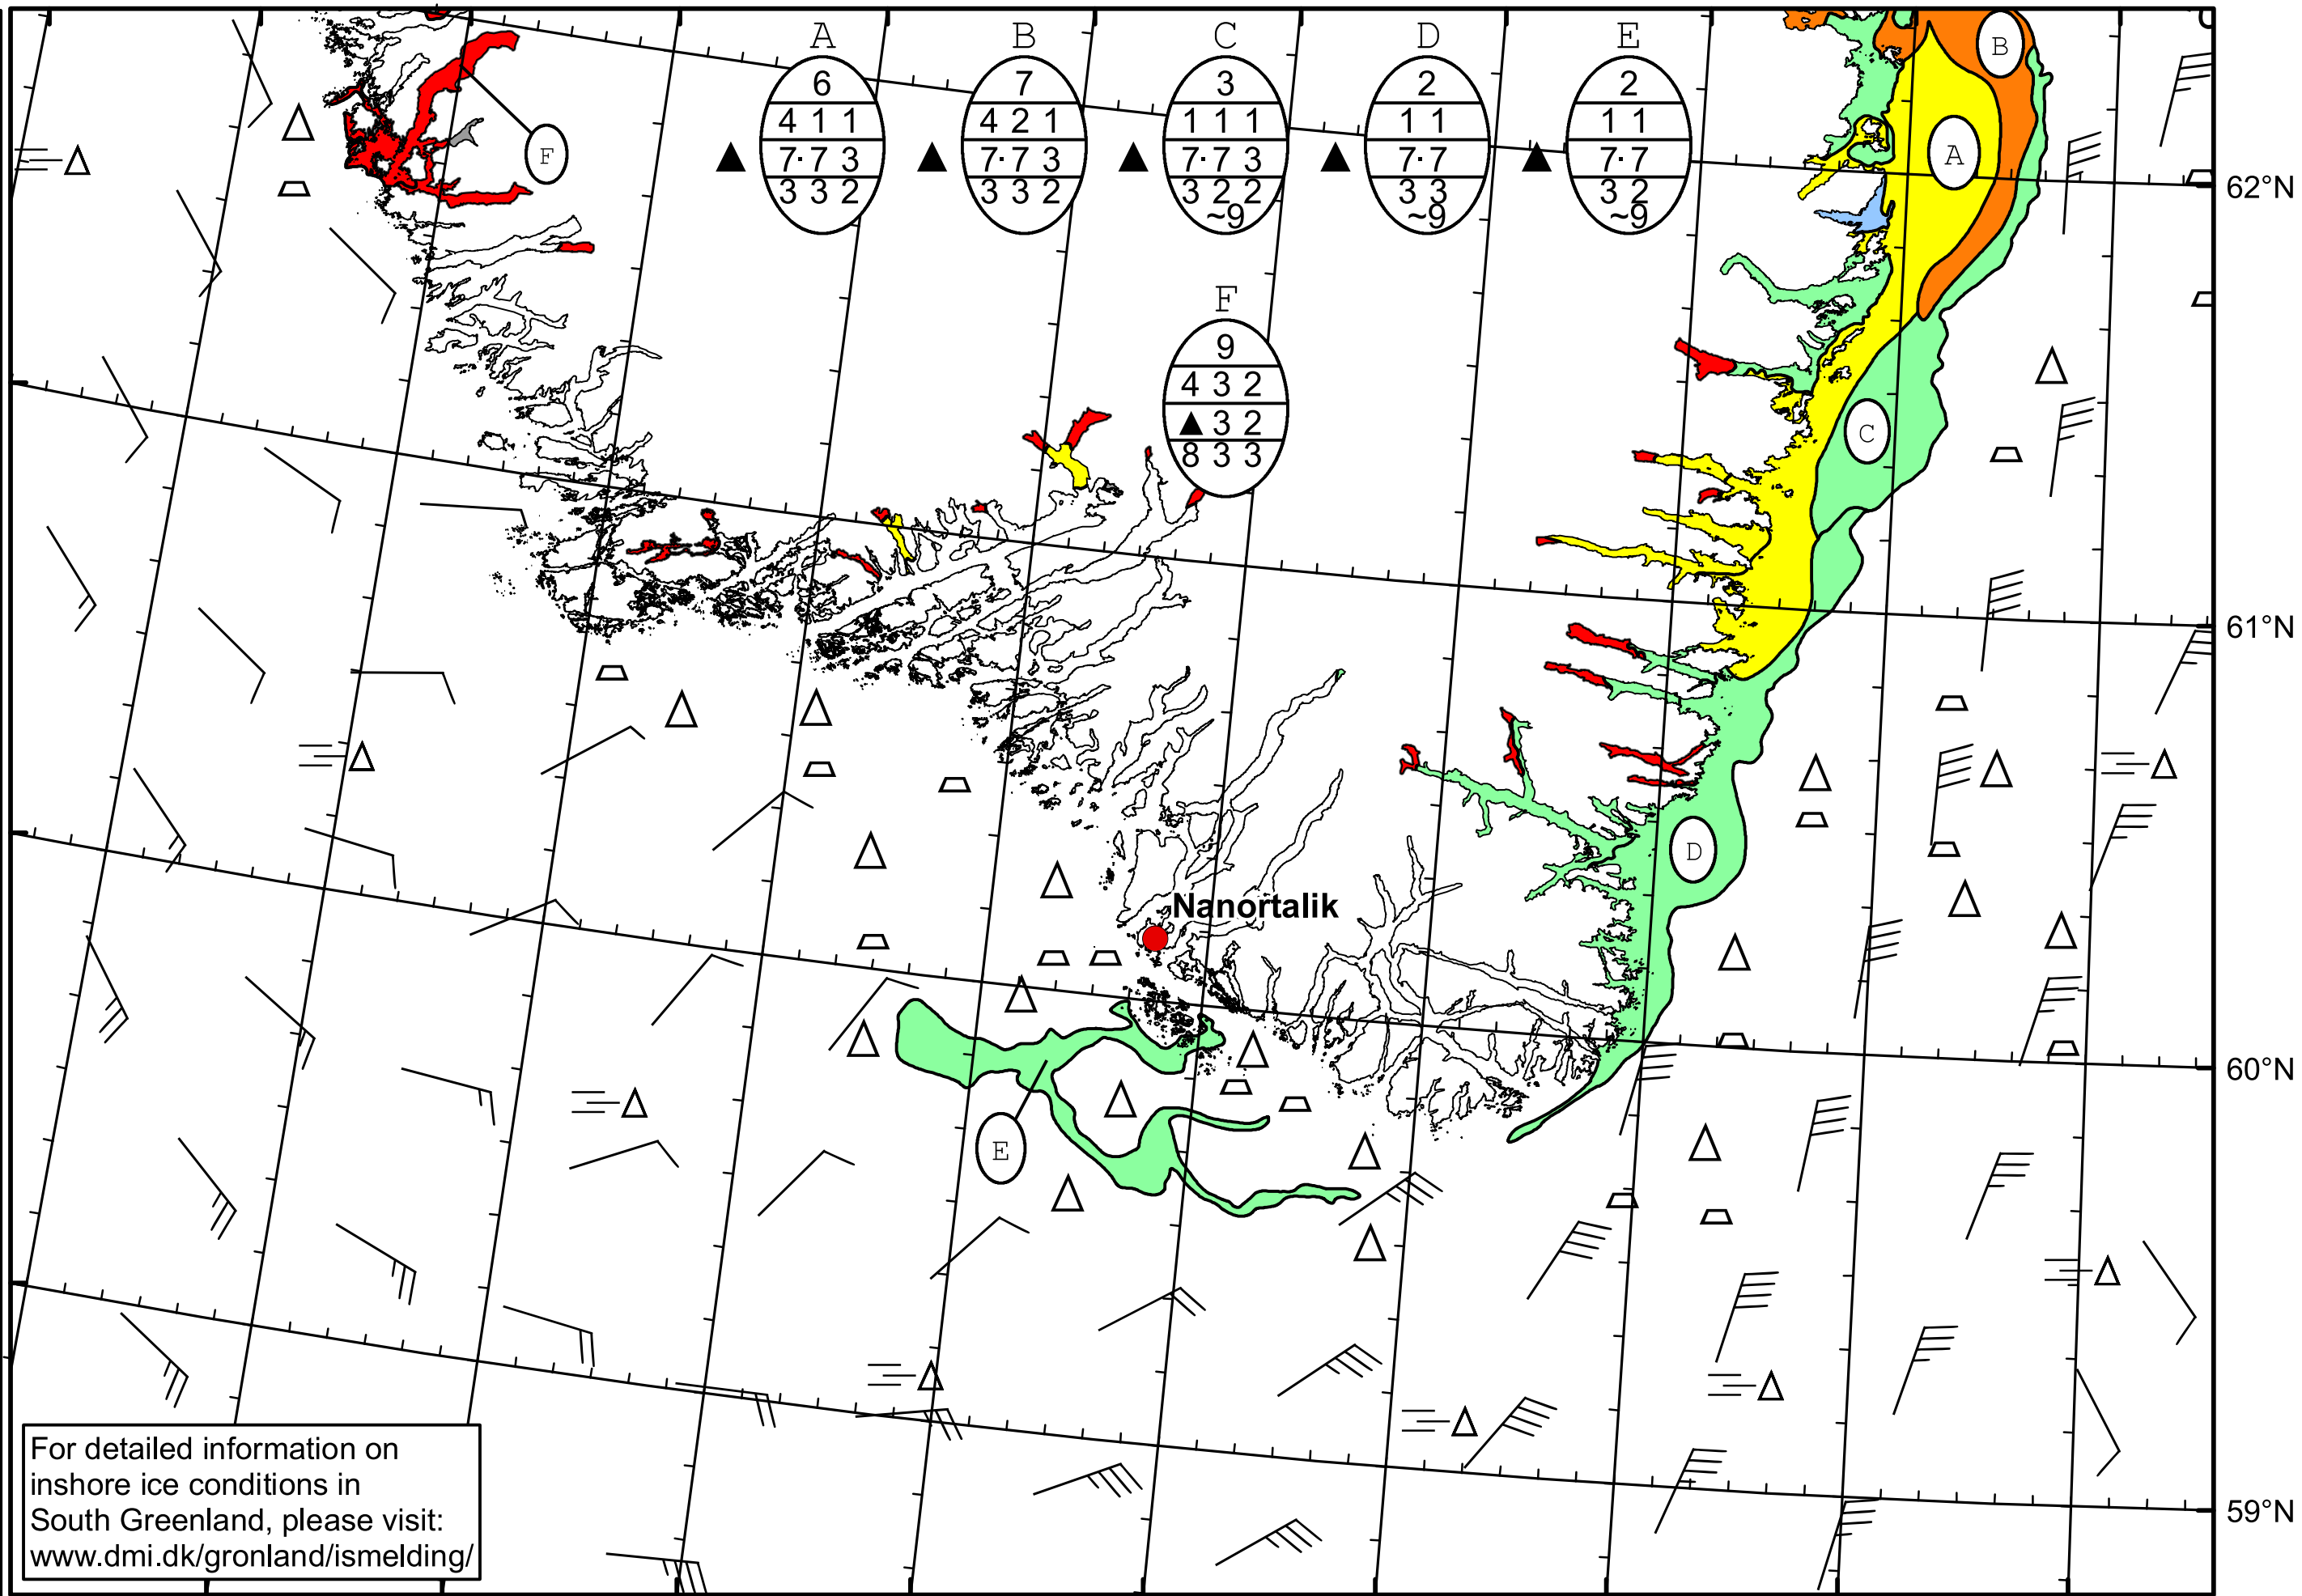 A B C D E
6
4 1 1
7· 7 3
3 3 2
7
4 2 1
7· 7 3
3 3 2
3
1 1 1
7· 7 3
3 2 2
~9
2
1 1
7· 7
3 3
~9
2
1 1
7· 7
3 2
~9
B
A
F
62°N
F
9
4 3 2
▲ 3 2
8 3 3
C
61°N
D
Nanortalik
60°N
E
For detailed information on
inshore ice conditions in
South Greenland, please visit:
www.dmi.dk/gronland/ismelding/
59°N